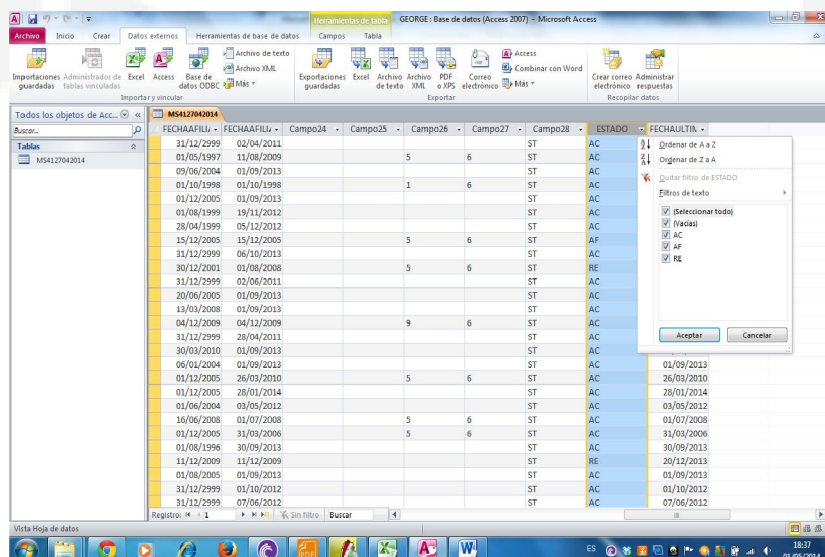 Herramientas de tabla GEORGE : Base de datos (Access 2007) - Microsoft Access
Archivo Inicio Crear Datos externos Herramientas de base de datos Campos Tabla
Importaciones guardadas
Administrador de tablas vinculadas
Excel
Access
Base de datos ODBC
Archivo de texto
Archivo XML
Más
Exportaciones guardadas
Excel
Archivo de texto
Archivo XML
PDF o XPS
Correo electrónico
Access
Combinar con Word
Más
Crear correo electrónico
Administrar respuestas
Importar y vincular Exportar Recopilar datos
Todos los objetos de Acc...
Buscar...
Tablas
MS4127042014
MS4127042014
FECHAAFILI FECHAAFILI Campo24 Campo25 Campo26 Campo27 Campo28 ESTADO FECHAULTIN
31/12/2999 02/04/2011 ST AC
01/05/1997 11/08/2009 5 6 ST AC
09/06/2004 01/09/2013 ST AC
01/10/1998 01/10/1998 1 6 ST AC
01/12/2005 01/09/2013 ST AC
01/08/1999 19/11/2012 ST AC
28/04/1999 05/12/2012 ST AC
15/12/2005 15/12/2005 5 6 ST AF
31/12/2999 06/10/2013 ST AC
30/12/2001 01/08/2008 5 6 ST RE
31/12/2999 02/06/2011 ST AC
20/06/2005 01/09/2013 ST AC
13/03/2008 01/09/2013 ST AC
04/12/2009 04/12/2009 9 6 ST AC
31/12/2999 28/04/2011 ST AC
30/03/2010 01/09/2013 ST AC
06/01/2004 01/09/2013 ST AC 01/09/2013
01/12/2005 26/03/2010 5 6 ST AC 26/03/2010
01/12/2005 28/01/2014 ST AC 28/01/2014
01/06/2004 03/05/2012 ST AC 03/05/2012
16/06/2008 01/07/2008 5 6 ST AC 01/07/2008
01/12/2005 31/03/2006 5 6 ST AC 31/03/2006
01/08/1996 30/09/2013 ST AC 30/09/2013
11/12/2009 11/12/2009 ST RE 20/12/2013
01/08/2005 01/09/2013 ST AC 01/09/2013
31/12/2999 01/10/2012 ST AC 01/10/2012
31/12/2999 07/06/2012 ST AC 07/06/2012
Ordenar de A a Z
Ordenar de Z a A
Quitar filtro de ESTADO
Filtros de texto
(Seleccionar todo)
(Vacías)
AC
AF
RE
Aceptar Cancelar
Registro: 1 Sin filtro Buscar
Vista Hoja de datos
ES 18:37
01/05/2014